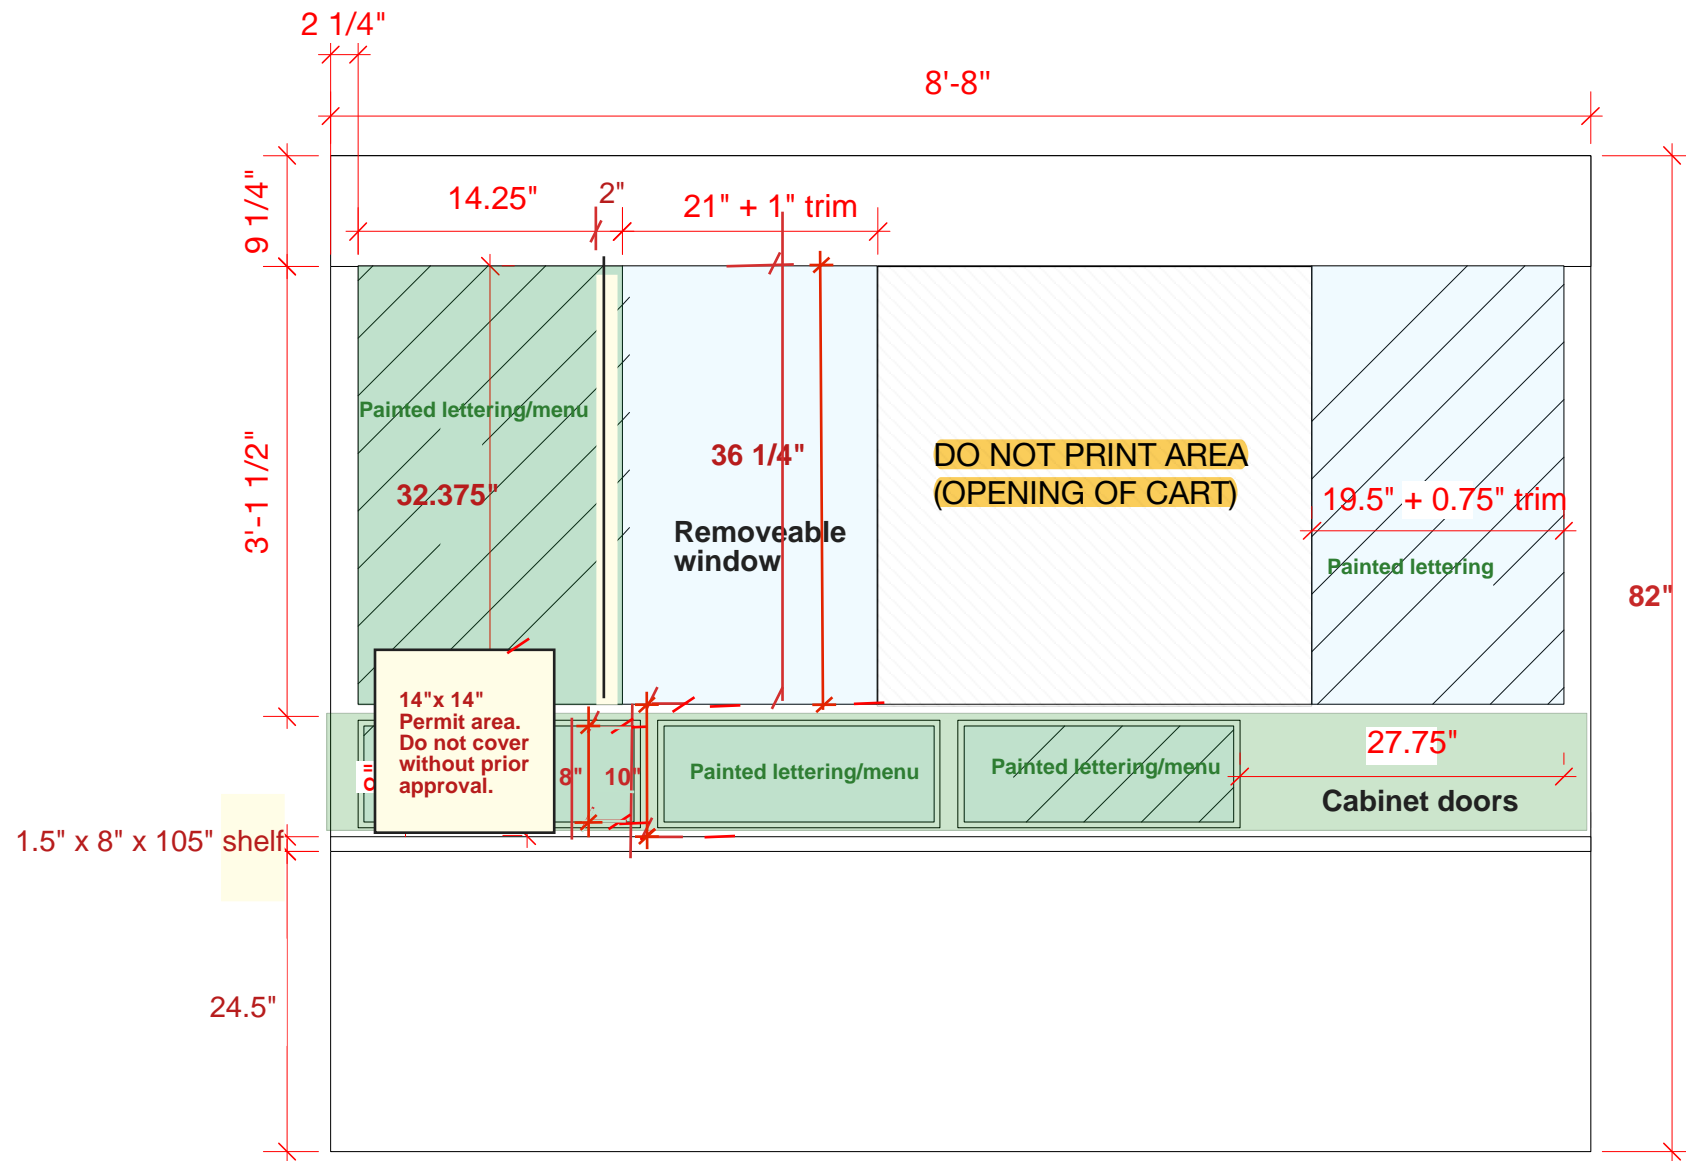 2 1/4"
8'-8"
9 1/4"
14.25"
2"
21" + 1" trim
3'-1 1/2"
Painted lettering/menu
32.375"
36 1/4"
Removeable
window
DO NOT PRINT AREA
(OPENING OF CART)
19.5" + 0.75" trim
Painted lettering
82"
14"x 14"
Permit area.
Do not cover
without prior
approval.
8"
10"
Painted lettering/menu
Painted lettering/menu
27.75"
Cabinet doors
1.5" x 8" x 105" shelf
24.5"